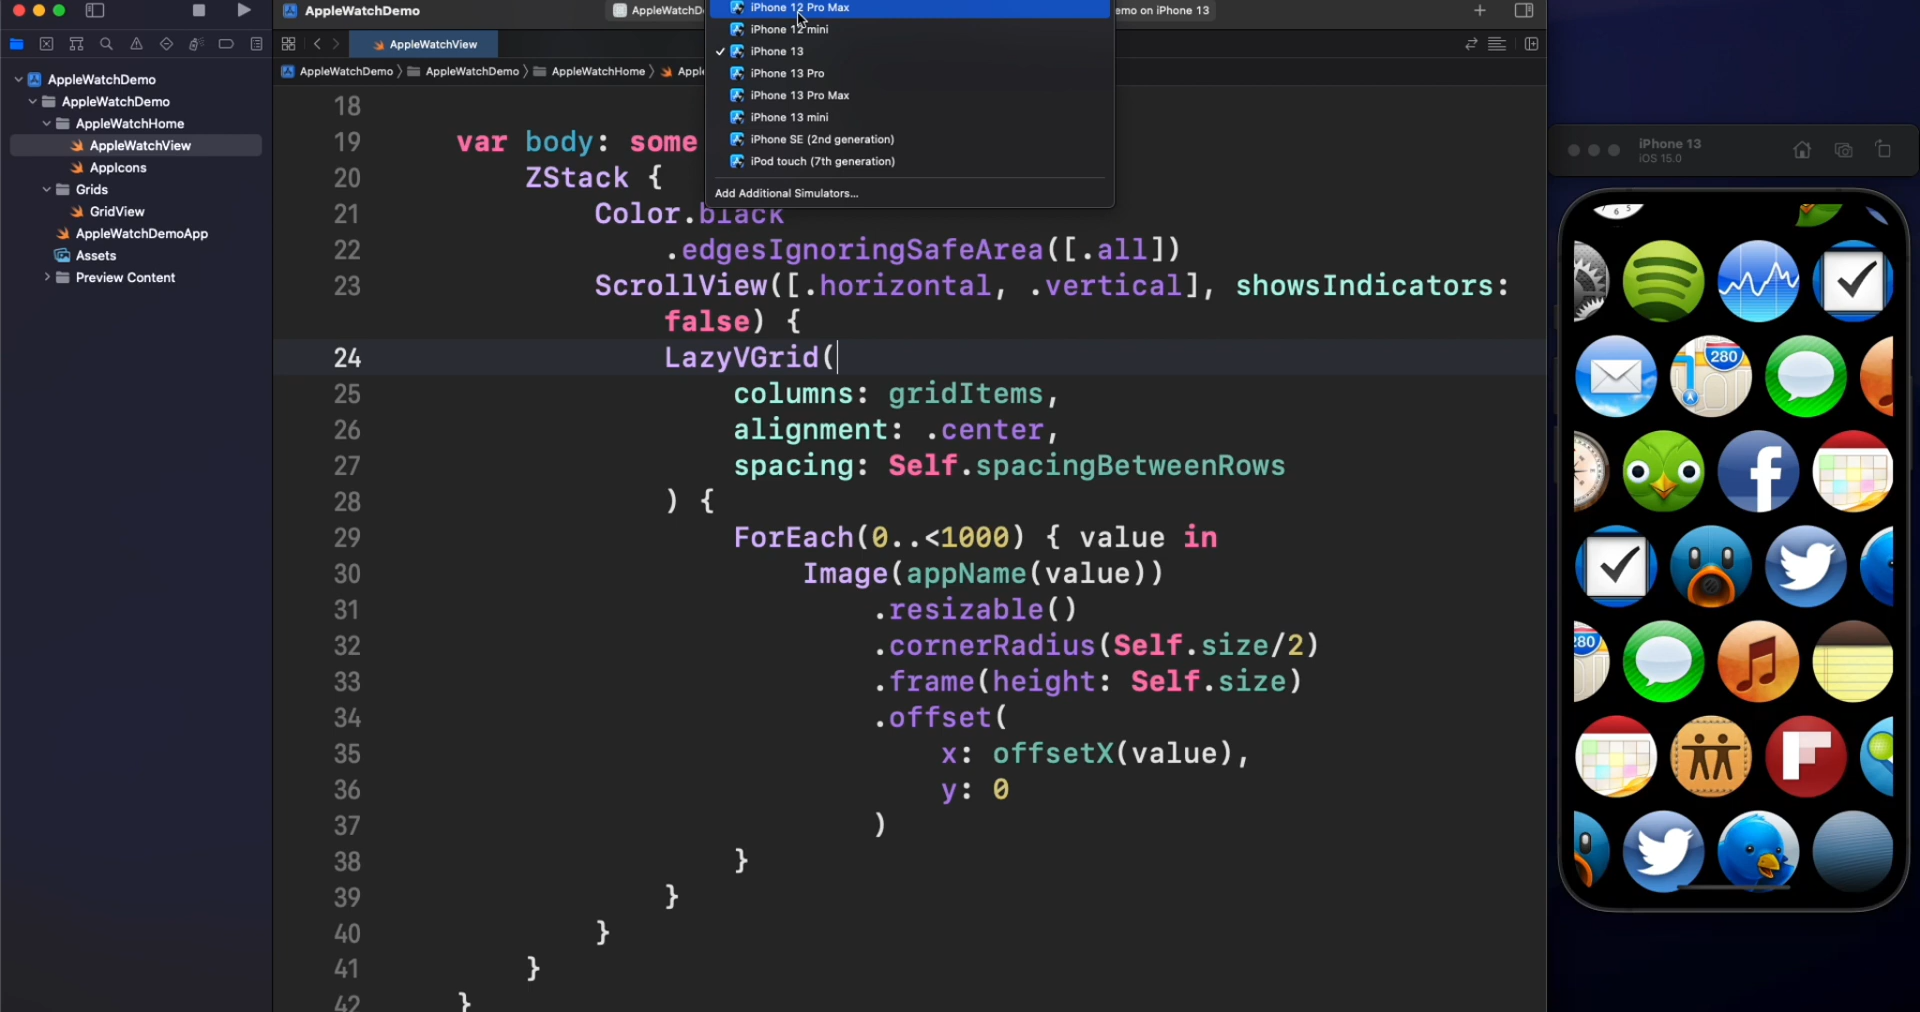 AppleWatchDemo
AppleWatchD
emo on iPhone 13
iPhone 12 Pro Max
iPhone 12 mini
iPhone 13
iPhone 13 Pro
iPhone 13 Pro Max
iPhone 13 mini
iPhone SE (2nd generation)
iPod touch (7th generation)
Add Additional Simulators...
AppleWatchView
AppleWatchDemo
AppleWatchDemo
AppleWatchHome
Appl
AppleWatchDemo
AppleWatchDemo
AppleWatchHome
AppleWatchView
AppIcons
Grids
GridView
AppleWatchDemoApp
Assets
Preview Content
18
19 var body: some
20 ZStack {
21 Color.black
22 .edgesIgnoringSafeArea([.all])
23 ScrollView([.horizontal, .vertical], showsIndicators:
false) {
24 LazyVGrid(
25 columns: gridItems,
26 alignment: .center,
27 spacing: Self.spacingBetweenRows
28 ) {
29 ForEach(0..<1000) { value in
30 Image(appName(value))
31 .resizable()
32 .cornerRadius(Self.size/2)
33 .frame(height: Self.size)
34 .offset(
35 x: offsetX(value),
36 y: 0
37 )
38 }
39 }
40 }
41 }
42 }
iPhone 13
iOS 15.0
7 6 5
280
280